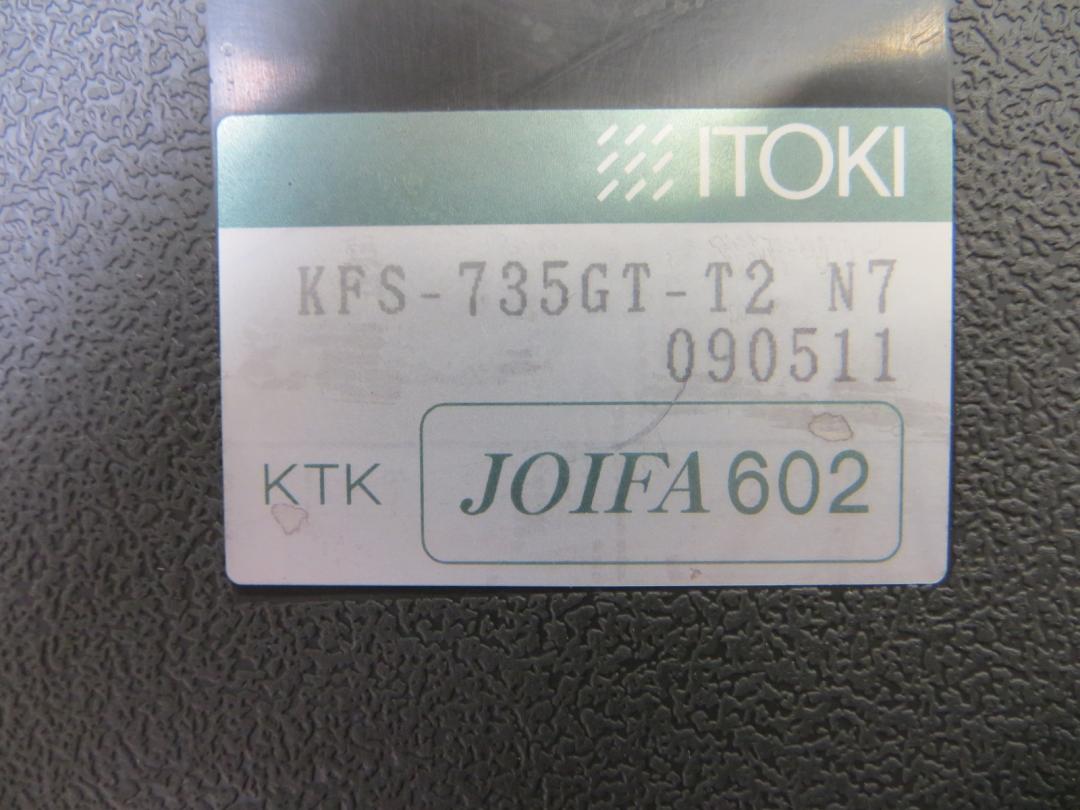 ITOKI
KFS-735GT-T2 N7
090511
KTK
JOIFA 602